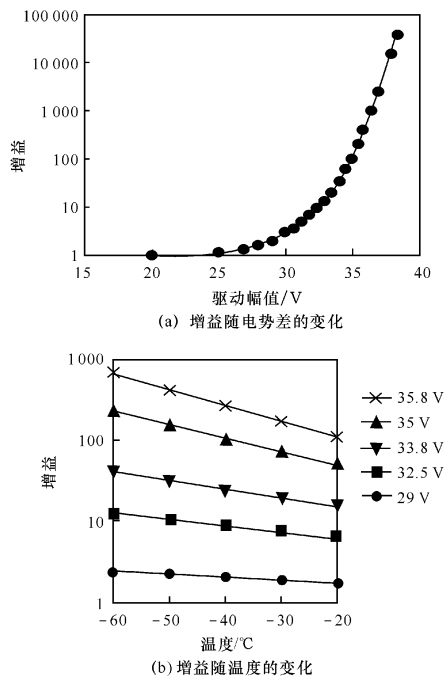 100 000
10 000
1 000
100
10
1
增益
15
20
25
30
35
40
驱动幅值/V
(a) 增益随电势差的变化
1 000
100
10
1
增益
-60
-50
-40
-30
-20
温度/℃
35.8 V
35 V
33.8 V
32.5 V
29 V
(b) 增益随温度的变化